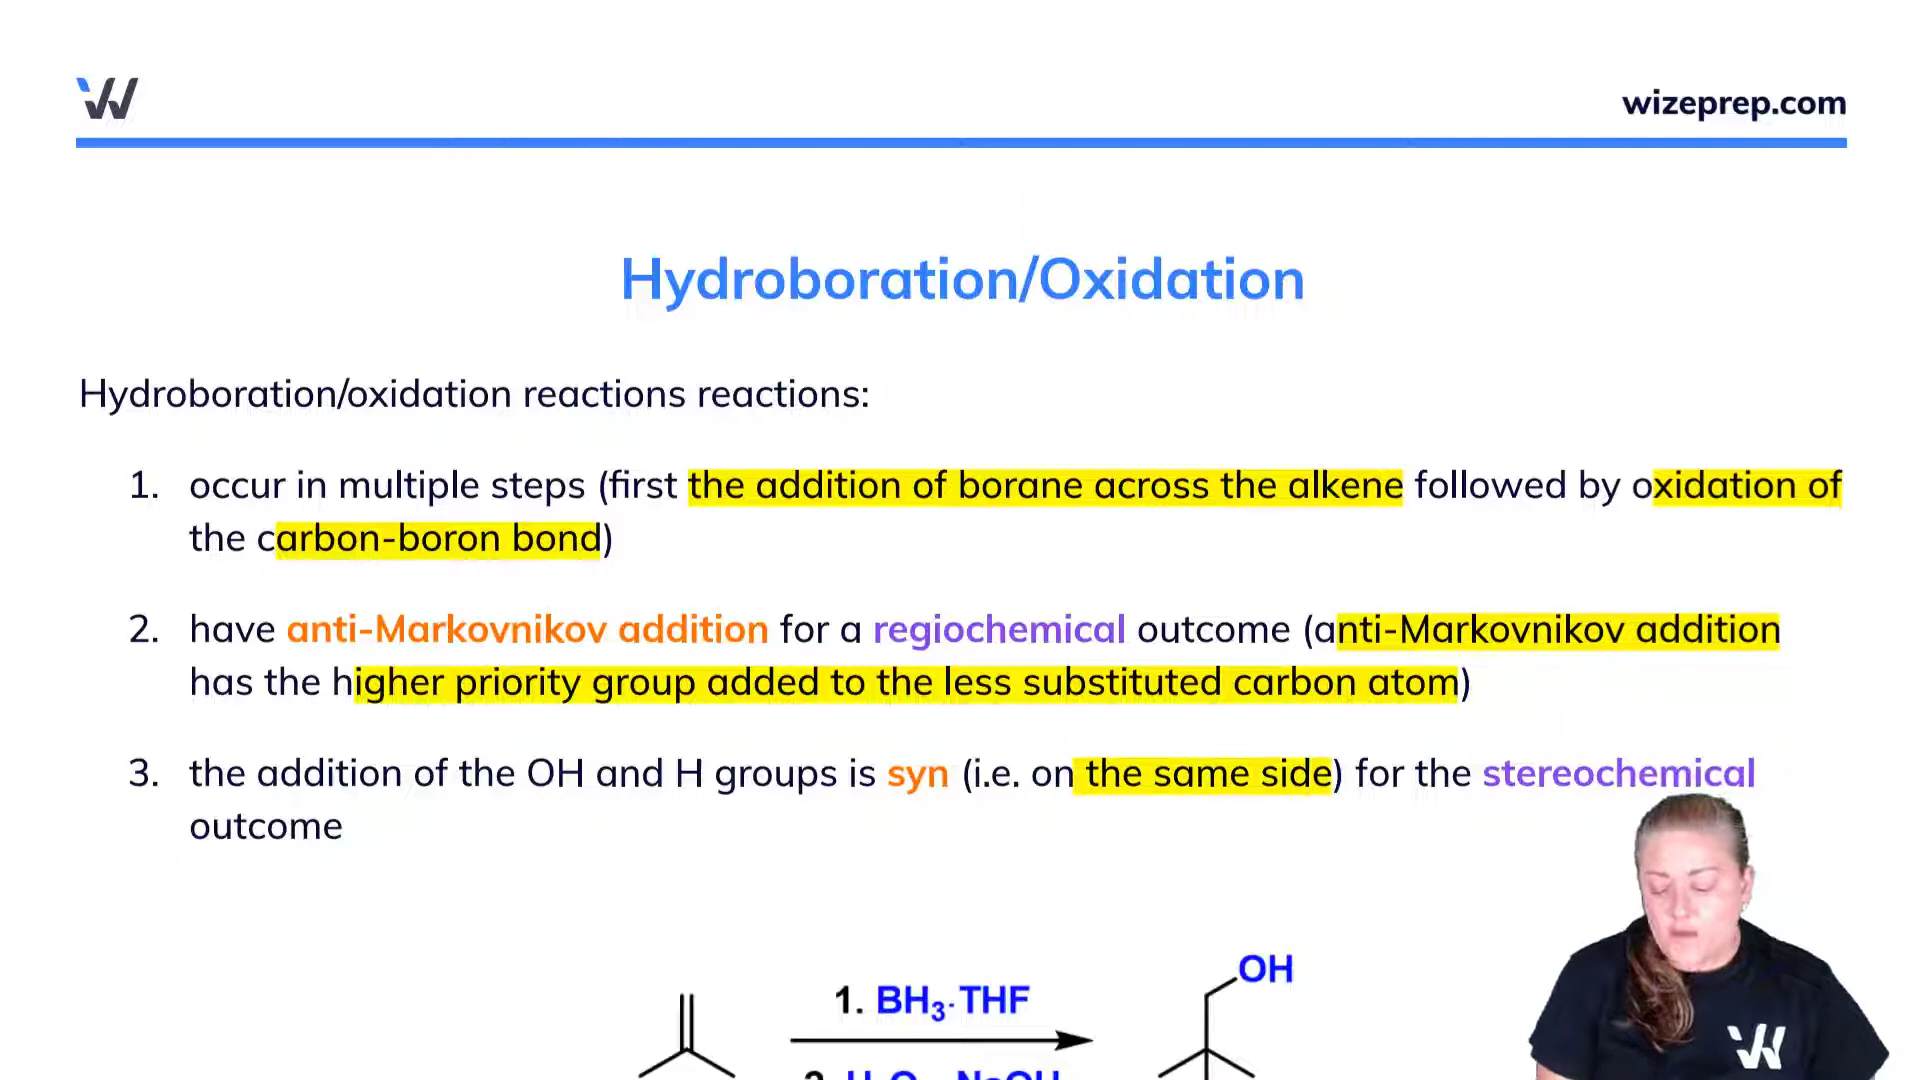 W
wizeprep.com
Hydroboration/Oxidation
Hydroboration/oxidation reactions reactions:
1. occur in multiple steps (first the addition of borane across the alkene followed by oxidation of
the carbon-boron bond)
2. have anti-Markovnikov addition for a regiochemical outcome (anti-Markovnikov addition
has the higher priority group added to the less substituted carbon atom)
3. the addition of the OH and H groups is syn (i.e. on the same side) for the stereochemical
outcome
OH
1. BH₃·THF
W